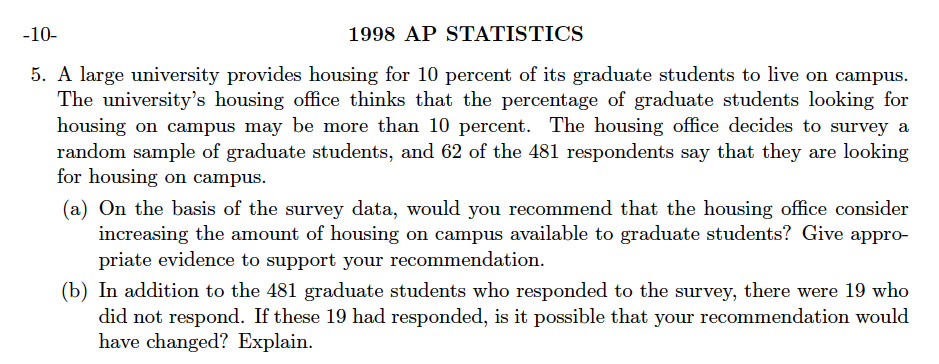 -10-
1998 AP STATISTICS
5. A large university provides housing for 10 percent of its graduate students to live on campus.
The university's housing office thinks that the percentage of graduate students looking for
housing on campus may be more than 10 percent. The housing office decides to survey a
random sample of graduate students, and 62 of the 481 respondents say that they are looking
for housing on campus.
(a) On the basis of the survey data, would you recommend that the housing office consider
increasing the amount of housing on campus available to graduate students? Give appro-
priate evidence to support your recommendation.
(b) In addition to the 481 graduate students who responded to the survey, there were 19 who
did not respond. If these 19 had responded, is it possible that your recommendation would
have changed? Explain.